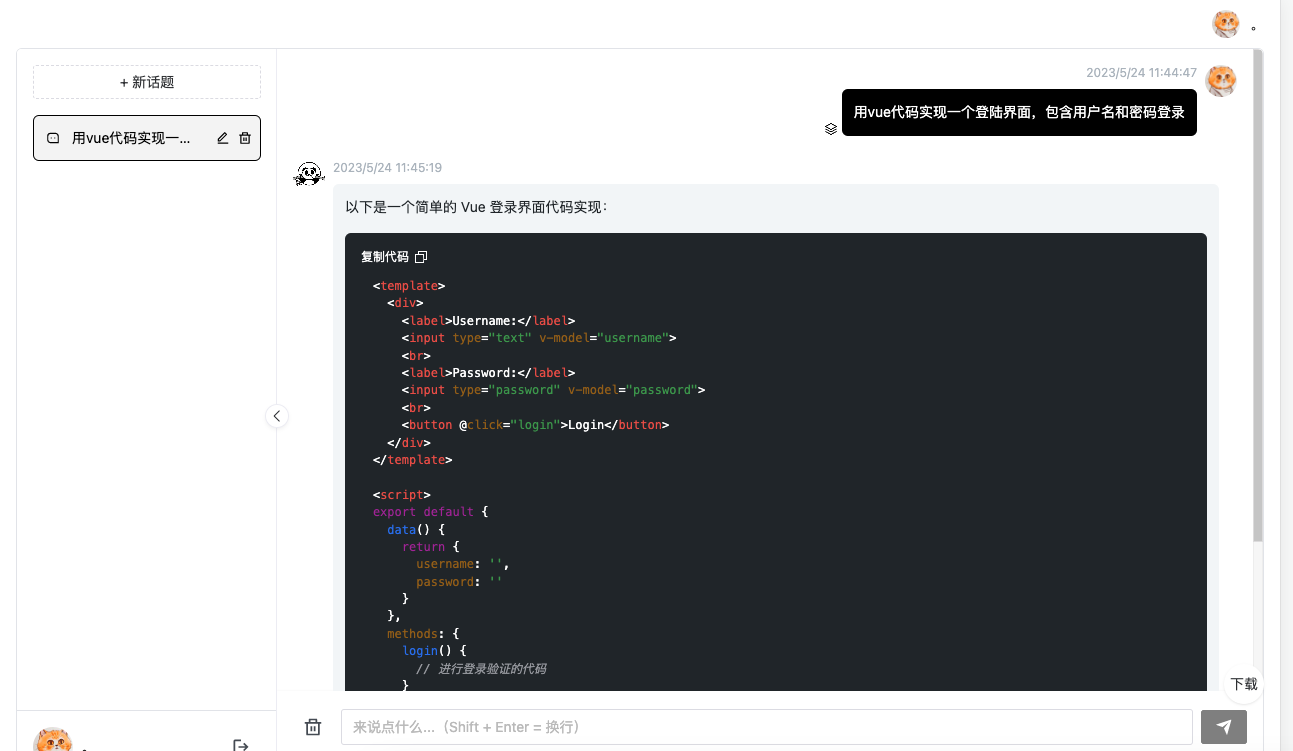 + 新话题
用vue代码实现一...
2023/5/24 11:44:47
用vue代码实现一个登陆界面，包含用户名和密码登录
2023/5/24 11:45:19
以下是一个简单的 Vue 登录界面代码实现：
复制代码
<template>
  <div>
    <label>Username:</label>
    <input type="text" v-model="username">
    <br>
    <label>Password:</label>
    <input type="password" v-model="password">
    <br>
    <button @click="login">Login</button>
  </div>
</template>

<script>
export default {
  data() {
    return {
      username: '',
      password: ''
    }
  },
  methods: {
    login() {
      // 进行登录验证的代码
    }
下载
来说点什么...（Shift + Enter = 换行）